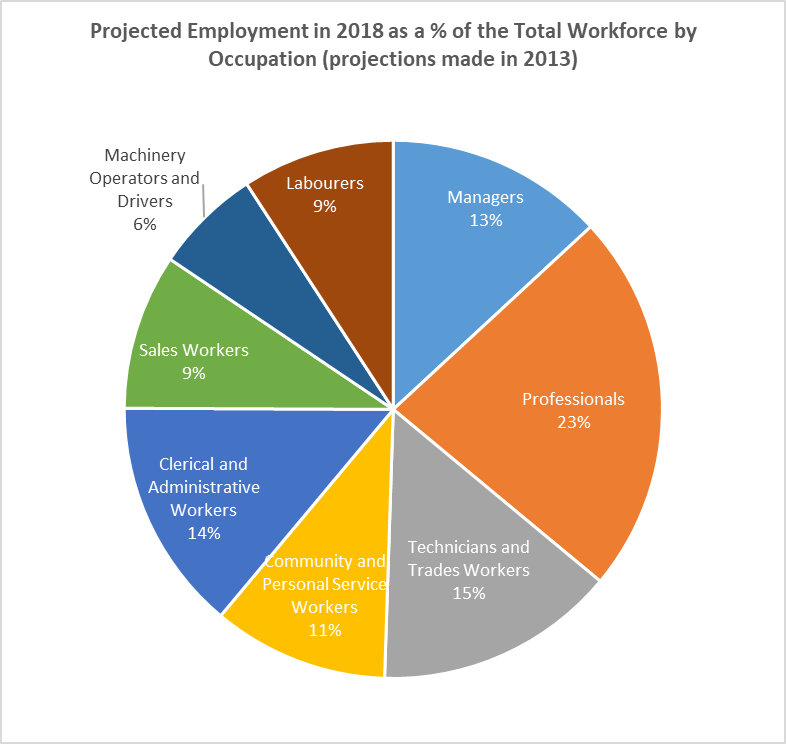 Projected Employment in 2018 as a % of the Total Workforce by
Occupation (projections made in 2013)
Machinery
Operators and
Drivers
6%
Labourers
9%
Managers
13%
Sales Workers
9%
Professionals
23%
Clerical and
Administrative
Workers
14%
Technicians and
Trades Workers
15%
Community and
Personal Service
Workers
11%